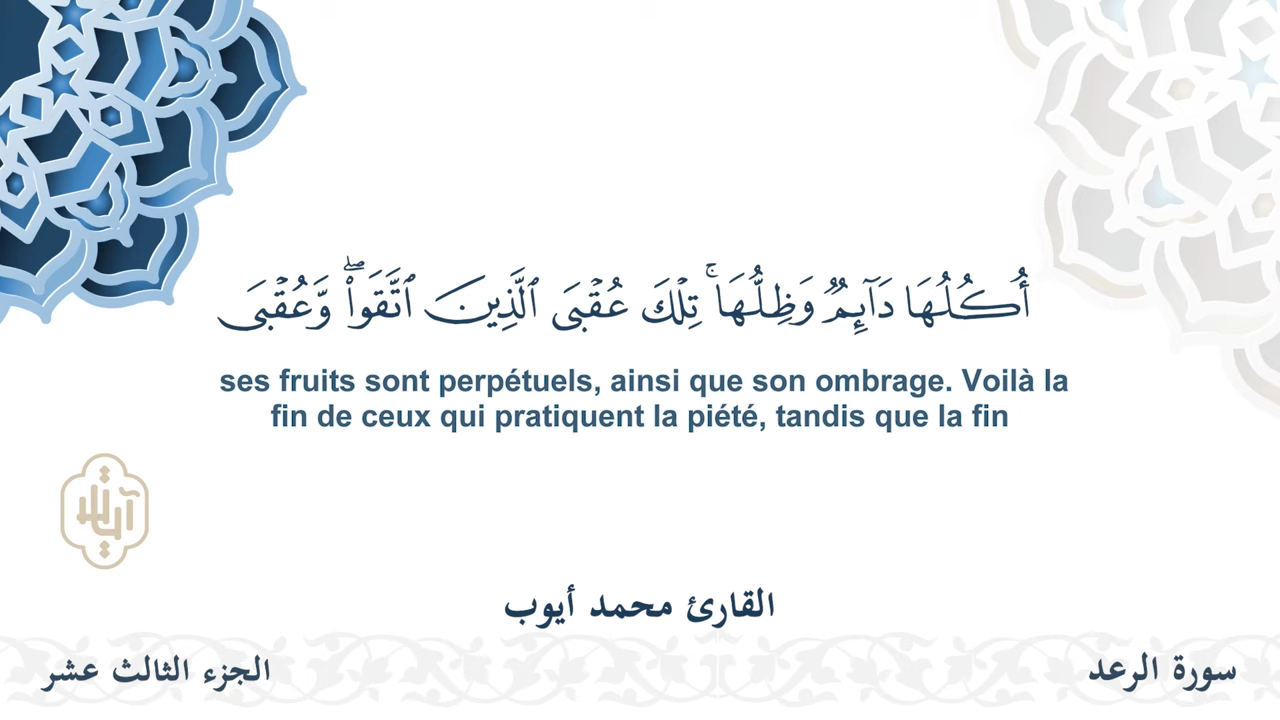 أُكُلُهَا دَآئِمٌ وَظِلُّهَا ۚ تِلْكَ عُقْبَى ٱلَّذِينَ ٱتَّقَوا۟ ۖ وَّعُقْبَى
ses fruits sont perpétuels, ainsi que son ombrage. Voilà la
fin de ceux qui pratiquent la piété, tandis que la fin
آيات
القارئ محمد أيوب
سورة الرعد
الجزء الثالث عشر